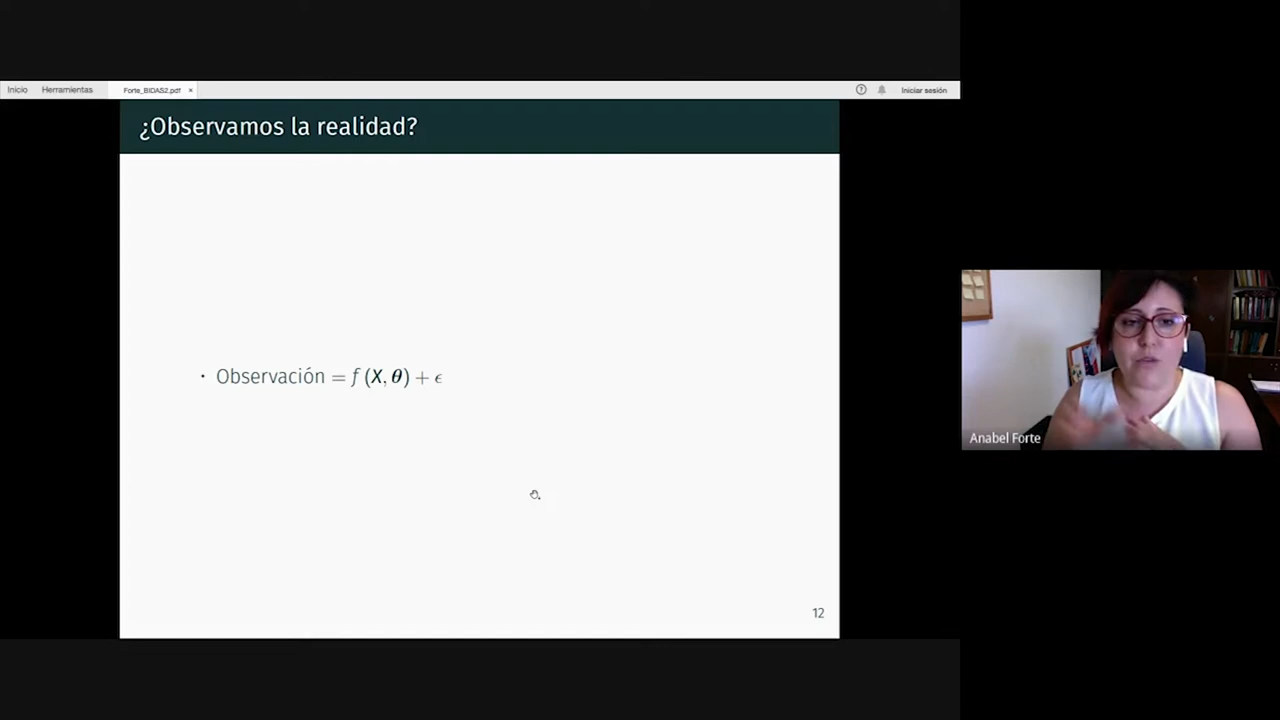 Inicio Herramientas Forte_BIDAS2.pdf × ? Iniciar sesión
¿Observamos la realidad?
· Observación = f (X, θ) + ϵ
12
Anabel Forte